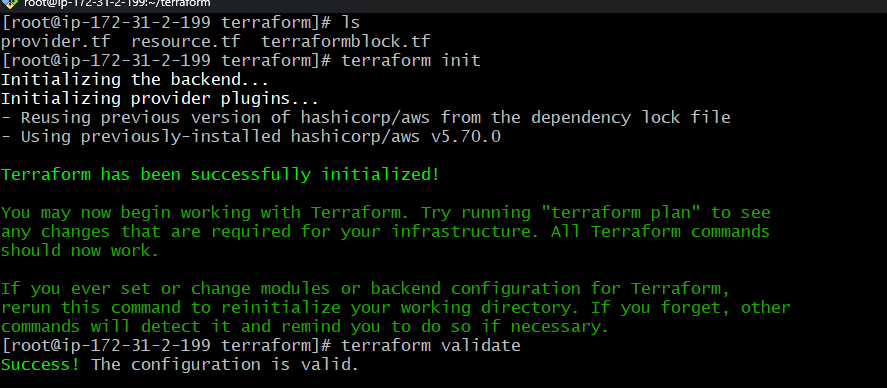 root@ip-172-31-2-199:~/terraform
[root@ip-172-31-2-199 terraform]# ls
provider.tf  resource.tf  terraformblock.tf
[root@ip-172-31-2-199 terraform]# terraform init
Initializing the backend...
Initializing provider plugins...
- Reusing previous version of hashicorp/aws from the dependency lock file
- Using previously-installed hashicorp/aws v5.70.0
Terraform has been successfully initialized!
You may now begin working with Terraform. Try running "terraform plan" to see
any changes that are required for your infrastructure. All Terraform commands
should now work.
If you ever set or change modules or backend configuration for Terraform,
rerun this command to reinitialize your working directory. If you forget, other
commands will detect it and remind you to do so if necessary.
[root@ip-172-31-2-199 terraform]# terraform validate
Success! The configuration is valid.